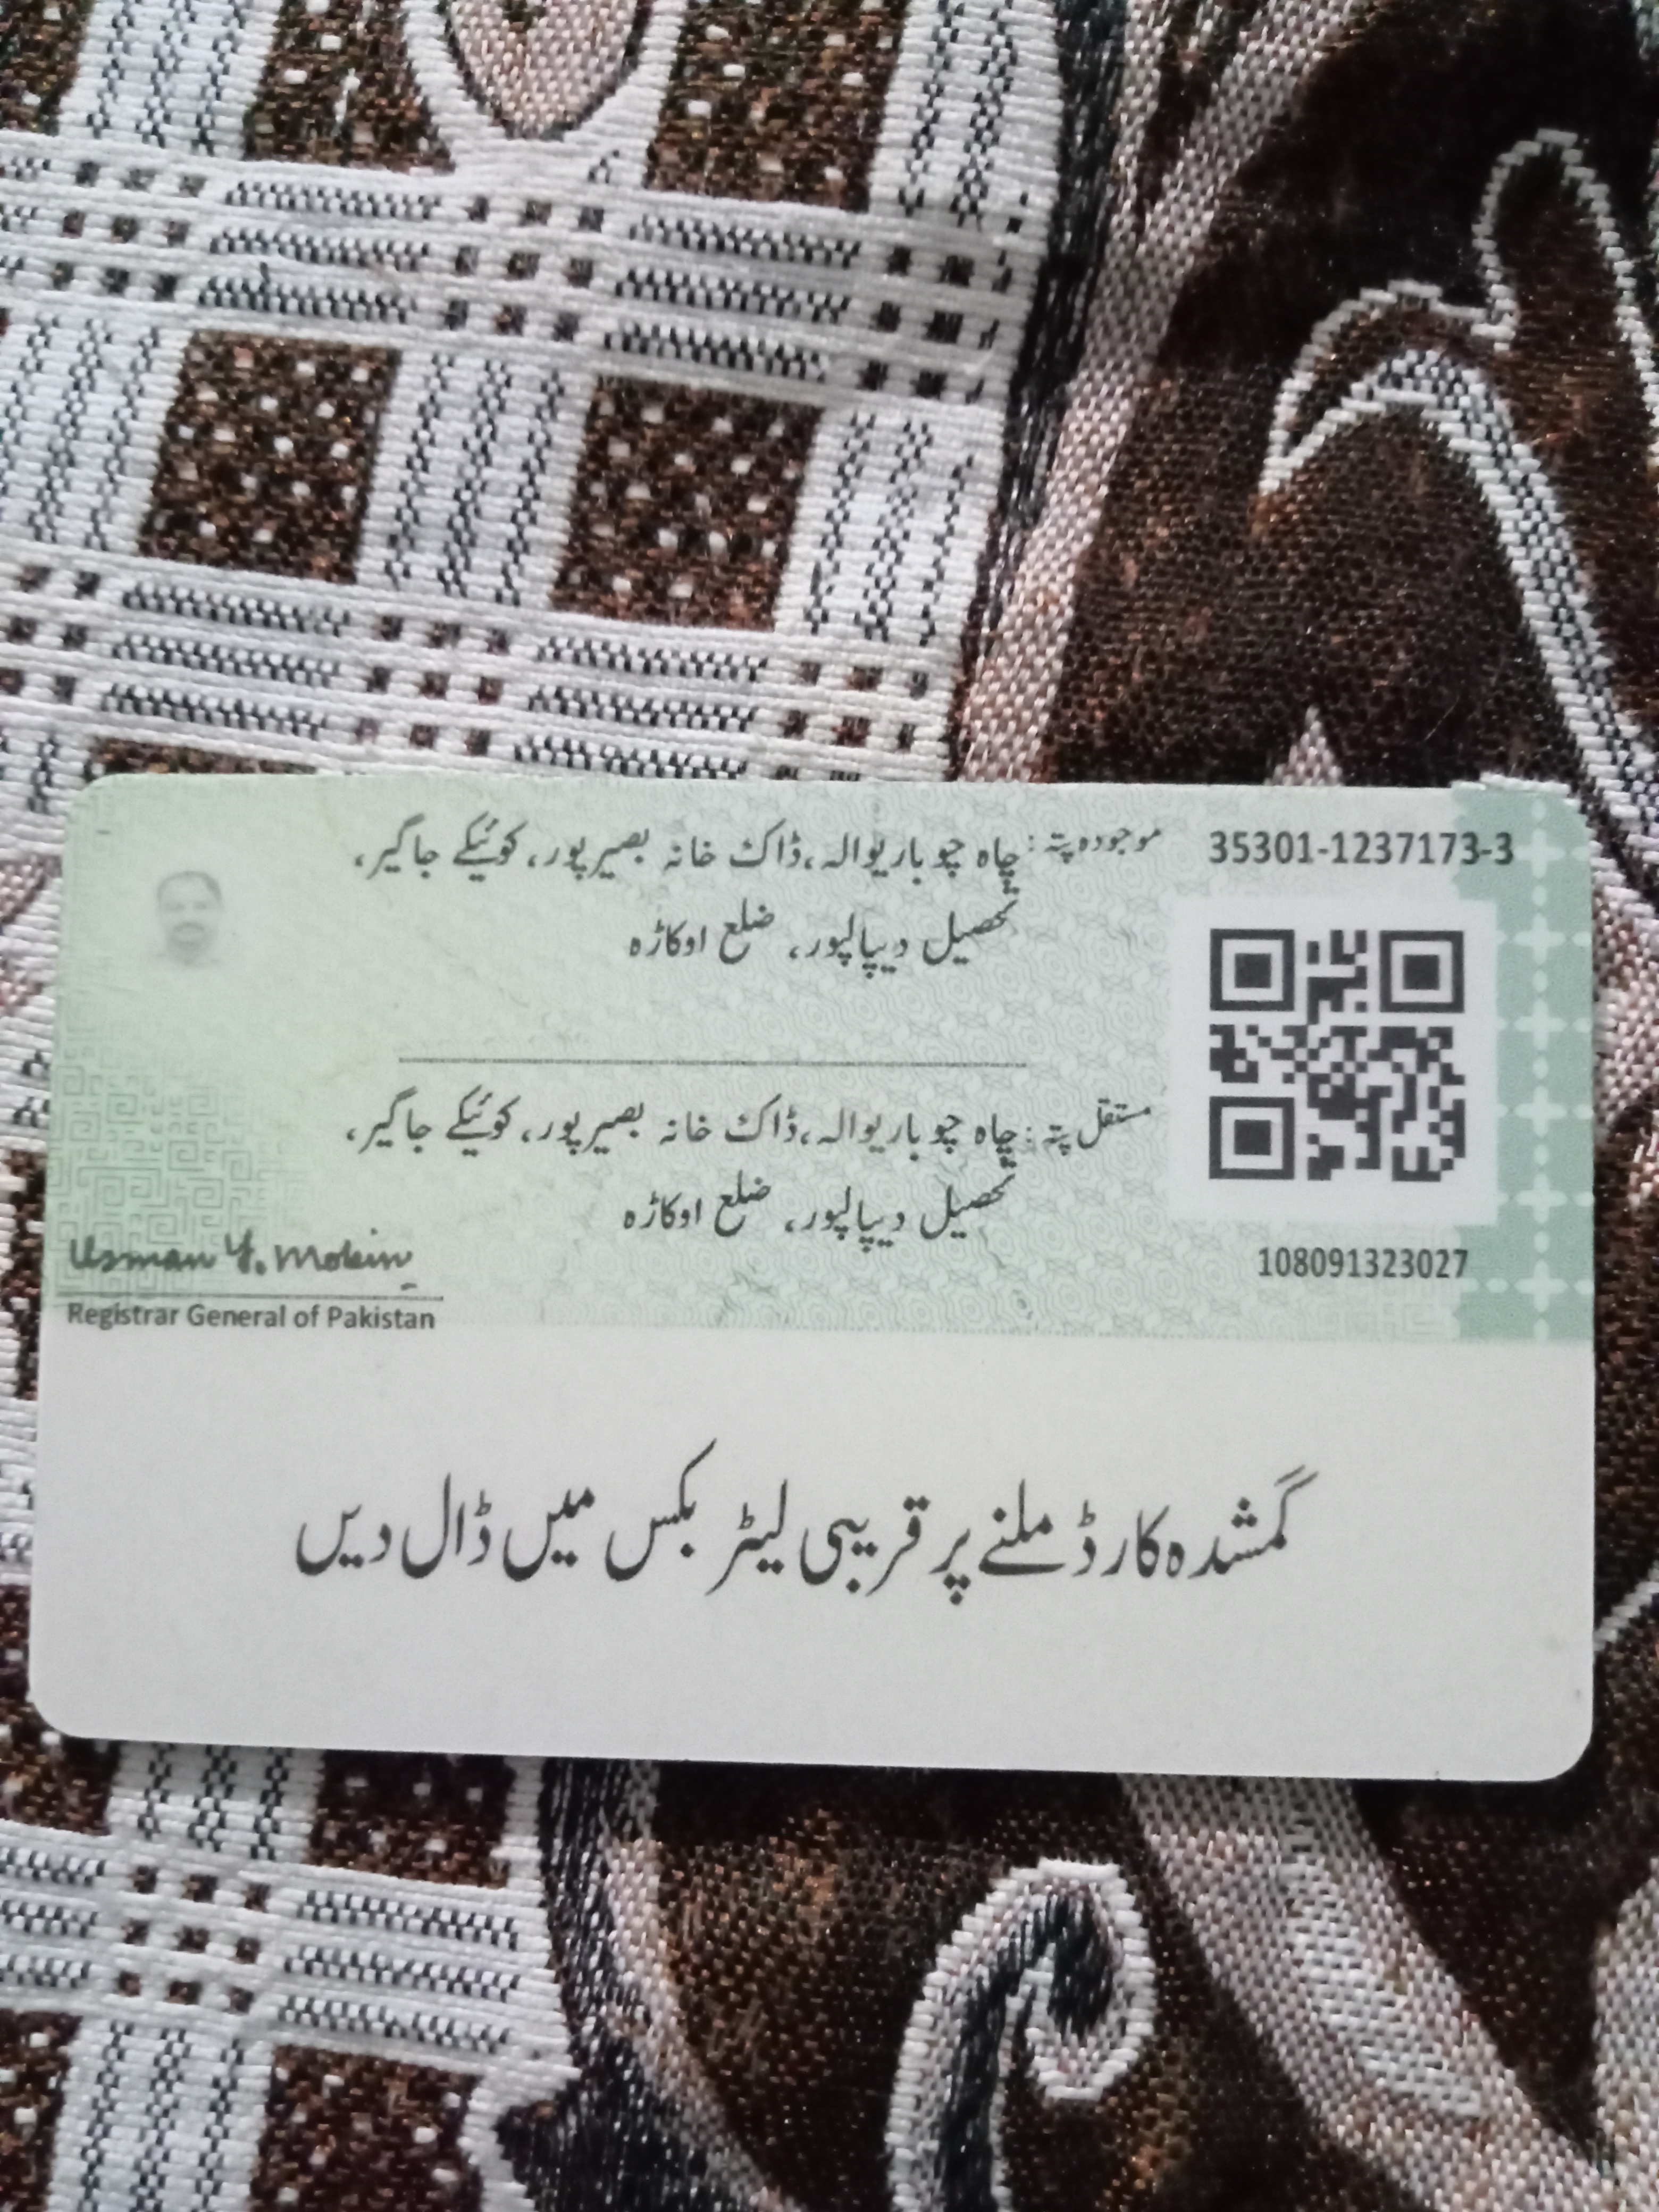 35301-1237173-3
موجودہ پتہ: چاہ چوباریوالہ، ڈاک خانہ بصیرپور، کوئیکے جاگیر،
تحصیل دیپالپور، ضلع اوکاڑہ
مستقل پتہ: چاہ چوباریوالہ، ڈاک خانہ بصیرپور، کوئیکے جاگیر،
تحصیل دیپالپور، ضلع اوکاڑہ
108091323027
Usman Y. Mobin
Registrar General of Pakistan
گمشدہ کارڈ ملنے پر قریبی لیٹر بکس میں ڈال دیں